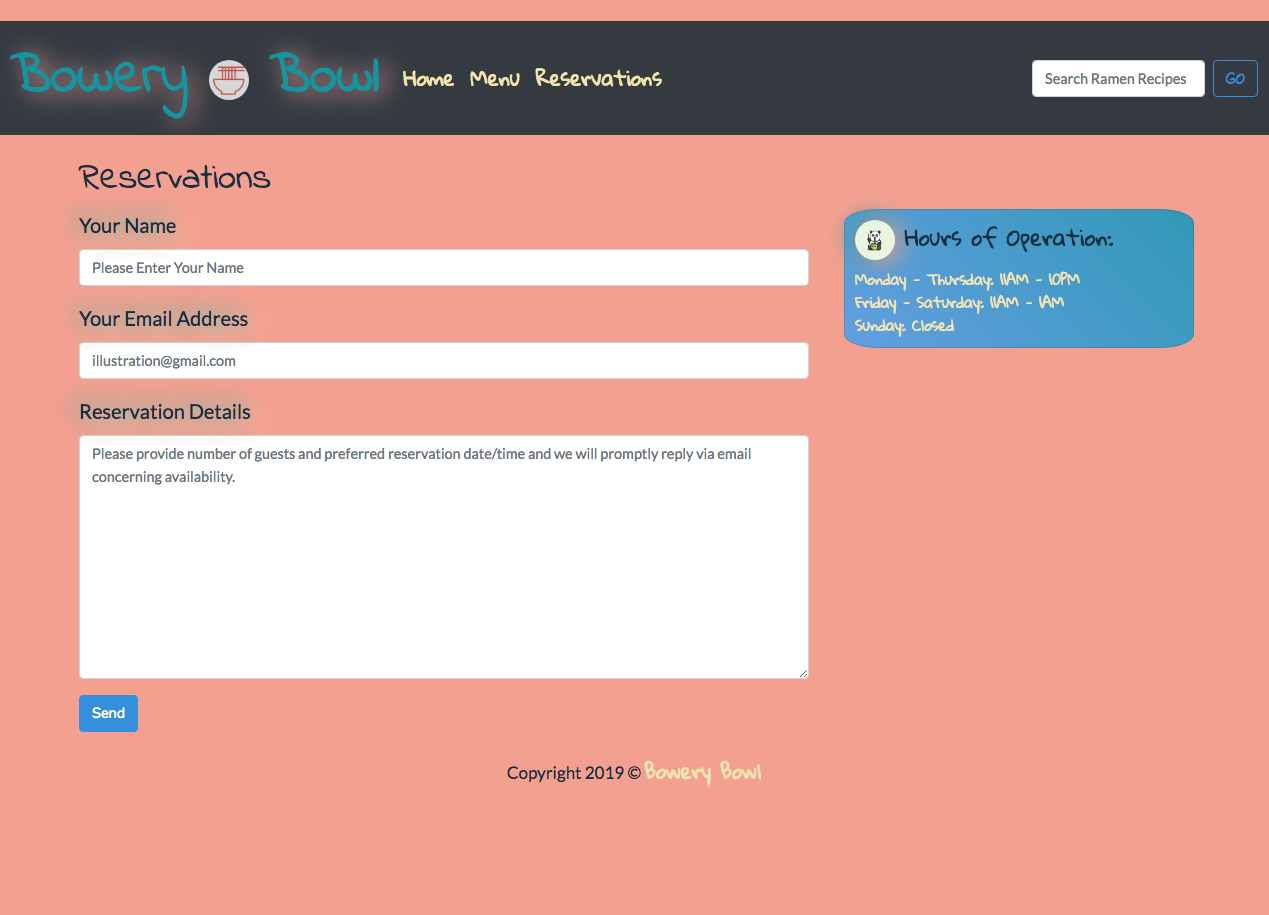 Bowery Bowl Home Menu Reservations Search Ramen Recipes GO
Reservations
Your Name
Please Enter Your Name
Your Email Address
illustration@gmail.com
Reservation Details
Please provide number of guests and preferred reservation date/time and we will promptly reply via email
concerning availability.
Send
Hours of Operation:
Monday - Thursday: 11AM - 10PM
Friday - Saturday: 11AM - 1AM
Sunday: Closed
Copyright 2019 © Bowery Bowl